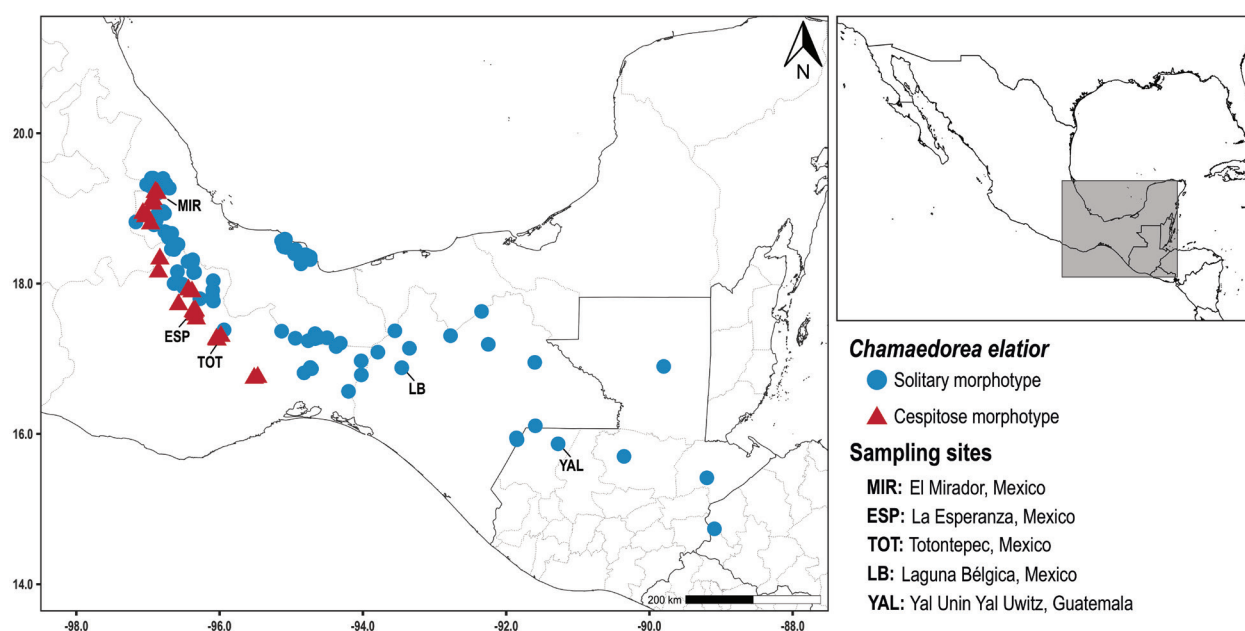 N
20.0
18.0
16.0
14.0
-98.0
-96.0
-94.0
-92.0
-90.0
-88.0
MIR
ESP
TOT
LB
YAL
200 km
Chamaedorea elatior
Solitary morphotype
Cespitose morphotype
Sampling sites
MIR: El Mirador, Mexico
ESP: La Esperanza, Mexico
TOT: Totontepec, Mexico
LB: Laguna Bélgica, Mexico
YAL: Yal Unin Yal Uwitz, Guatemala